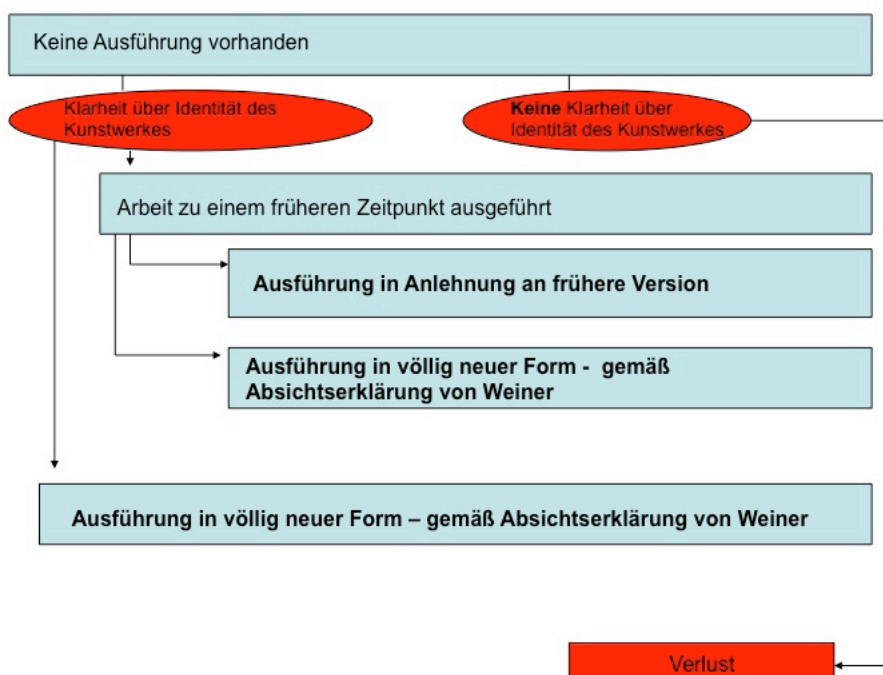 Keine Ausführung vorhanden
Klarheit über Identität des
Kunstwerkes
Keine Klarheit über
Identität des Kunstwerkes
Arbeit zu einem früheren Zeitpunkt ausgeführt
Ausführung in Anlehnung an frühere Version
Ausführung in völlig neuer Form - gemäß
Absichtserklärung von Weiner
Ausführung in völlig neuer Form – gemäß Absichtserklärung von Weiner
Verlust